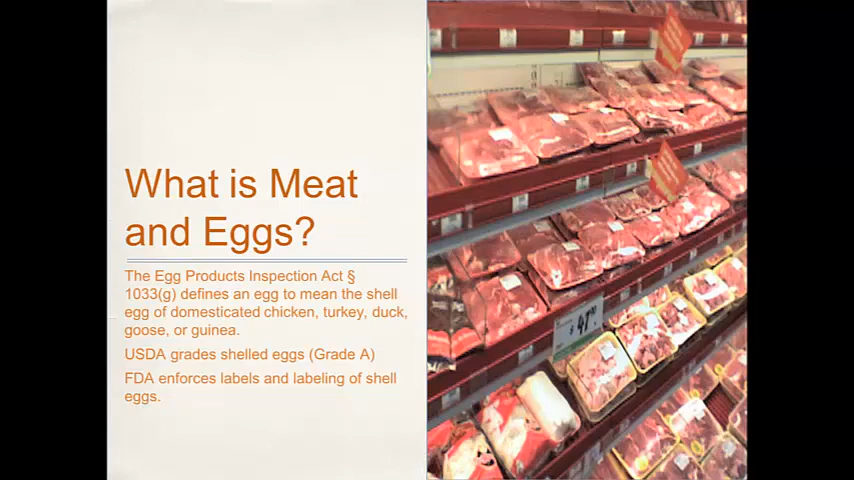 What is Meat
and Eggs?
The Egg Products Inspection Act §
1033(g) defines an egg to mean the shell
egg of domesticated chicken, turkey, duck,
goose, or guinea.
USDA grades shelled eggs (Grade A)
FDA enforces labels and labeling of shell
eggs.